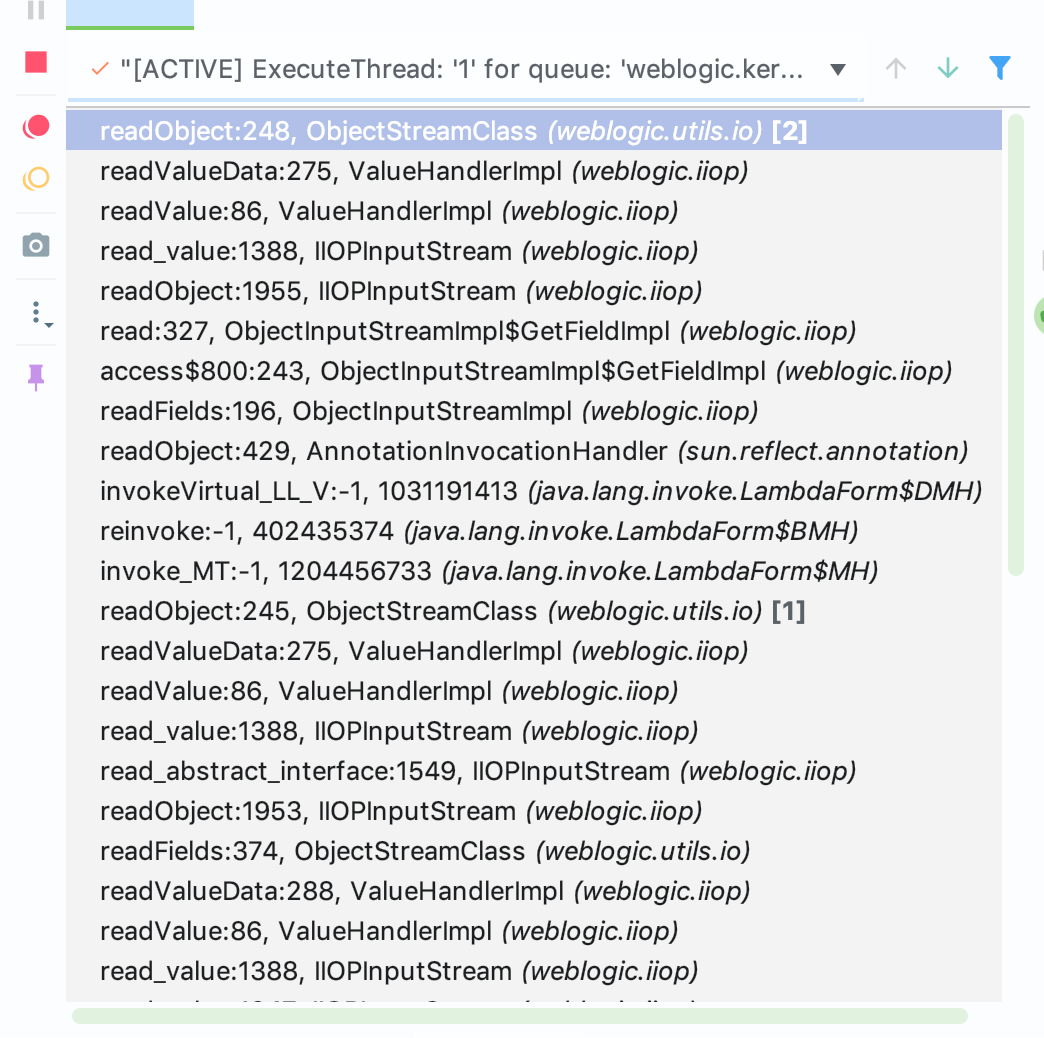 "[ACTIVE] ExecuteThread: '1' for queue: 'weblogic.ker...
readObject:248, ObjectStreamClass (weblogic.utils.io) [2]
readValueData:275, ValueHandlerImpl (weblogic.iiop)
readValue:86, ValueHandlerImpl (weblogic.iiop)
read_value:1388, IIOPInputStream (weblogic.iiop)
readObject:1955, IIOPInputStream (weblogic.iiop)
read:327, ObjectInputStreamImpl$GetFieldImpl (weblogic.iiop)
access$800:243, ObjectInputStreamImpl$GetFieldImpl (weblogic.iiop)
readFields:196, ObjectInputStreamImpl (weblogic.iiop)
readObject:429, AnnotationInvocationHandler (sun.reflect.annotation)
invokeVirtual_LL_V:-1, 1031191413 (java.lang.invoke.LambdaForm$DMH)
reinvoke:-1, 402435374 (java.lang.invoke.LambdaForm$BMH)
invoke_MT:-1, 1204456733 (java.lang.invoke.LambdaForm$MH)
readObject:245, ObjectStreamClass (weblogic.utils.io) [1]
readValueData:275, ValueHandlerImpl (weblogic.iiop)
readValue:86, ValueHandlerImpl (weblogic.iiop)
read_value:1388, IIOPInputStream (weblogic.iiop)
read_abstract_interface:1549, IIOPInputStream (weblogic.iiop)
readObject:1953, IIOPInputStream (weblogic.iiop)
readFields:374, ObjectStreamClass (weblogic.utils.io)
readValueData:288, ValueHandlerImpl (weblogic.iiop)
readValue:86, ValueHandlerImpl (weblogic.iiop)
read_value:1388, IIOPInputStream (weblogic.iiop)